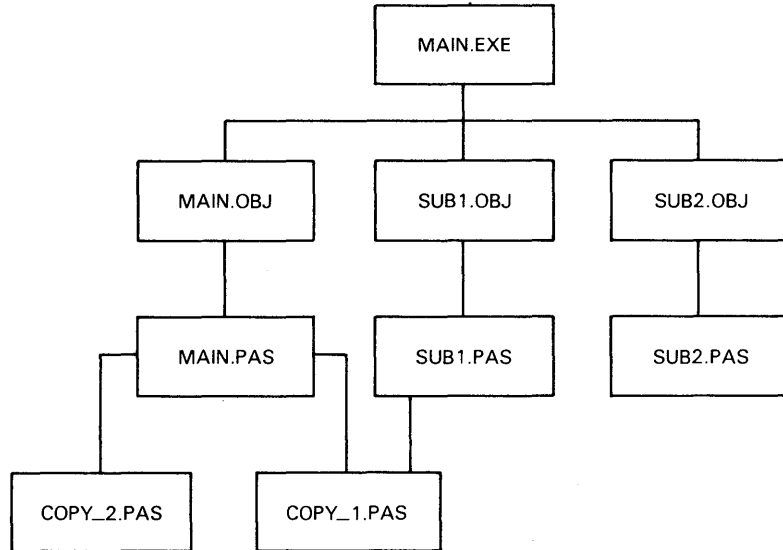 MAIN.EXE
MAIN.OBJ
SUB1.OBJ
SUB2.OBJ
MAIN.PAS
SUB1.PAS
SUB2.PAS
COPY_2.PAS
COPY_1.PAS